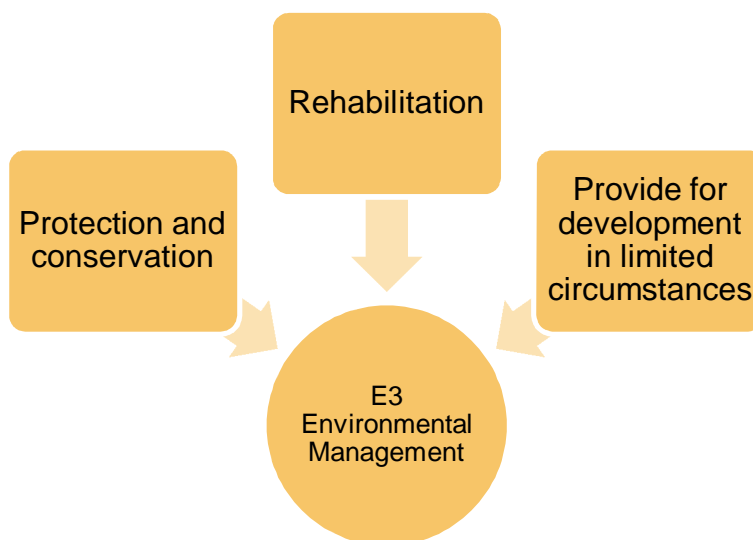 Rehabilitation
Protection and
conservation
Provide for
development
in limited
circumstances
E3
Environmental
Management